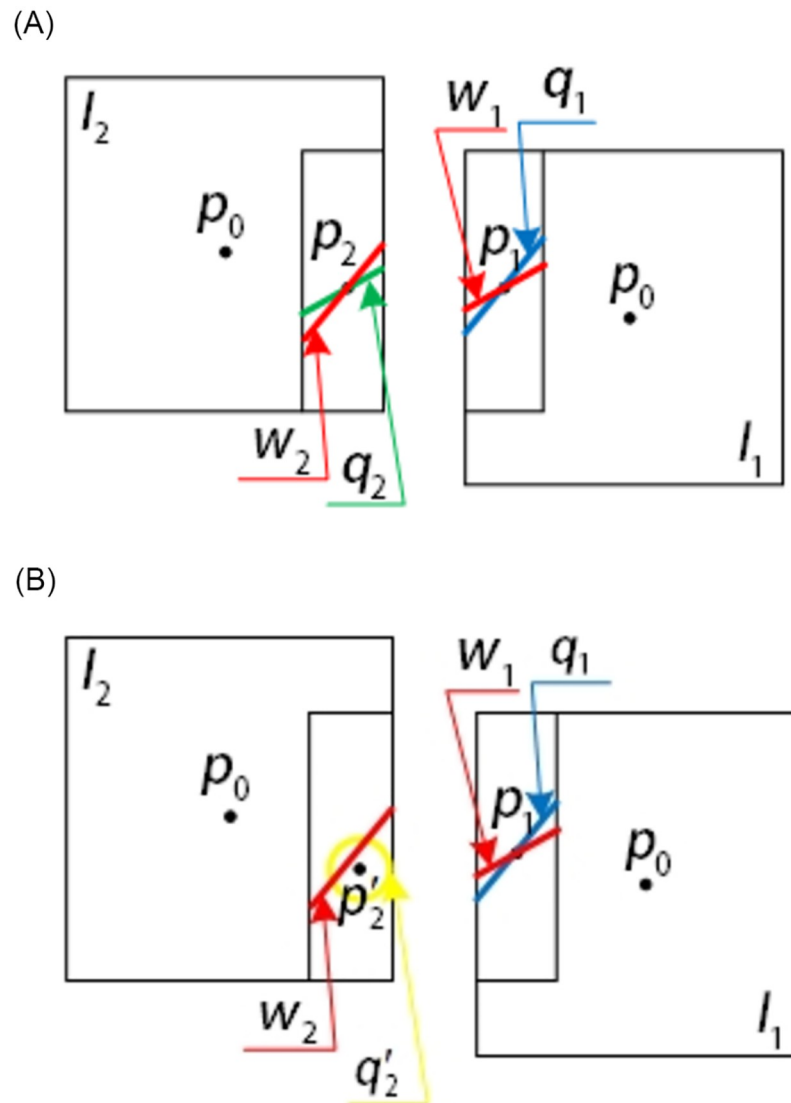 (A)
w₁ q₁
I₂
p₀ p₂ p₁ p₀
w₂ q₂ I₁
(B)
w₁ q₁
I₂
p₀ p₁ p₀
p′₂
w₂ I₁
q′₂